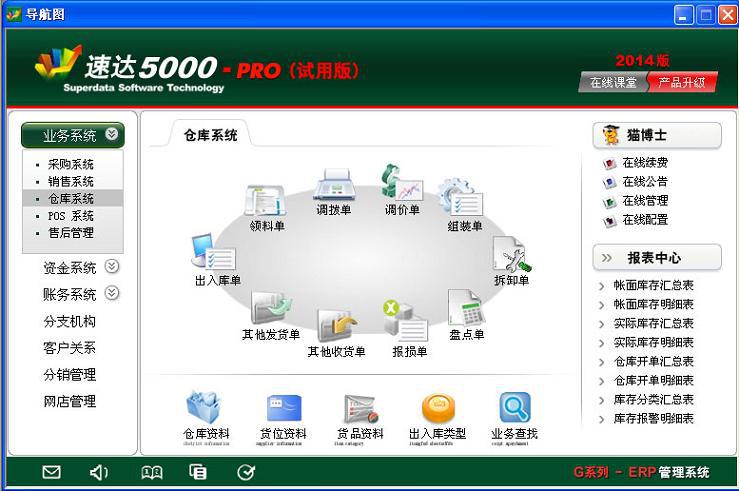 导航图
速达5000-PRO（试用版）
Superdata Software Technology
2014版
在线课堂 产品升级
业务系统
采购系统
销售系统
仓库系统
POS 系统
售后管理
资金系统
账务系统
分支机构
客户关系
分销管理
网店管理
仓库系统
领料单
调拨单
调价单
组装单
出入库单
拆卸单
其他发货单
其他收货单
报损单
盘点单
仓库资料
货位资料
货品资料
出入库类型
业务查找
猫博士
在线续费
在线公告
在线管理
在线配置
报表中心
帐面库存汇总表
帐面库存明细表
实际库存汇总表
实际库存明细表
仓库开单汇总表
仓库开单明细表
库存分类汇总表
库存报警明细表
G系列 - ERP管理系统